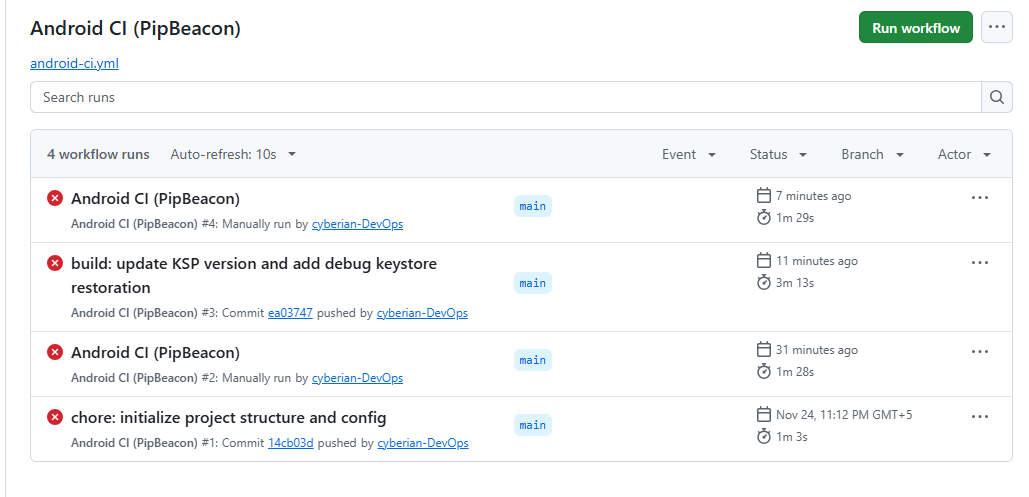 Android CI (PipBeacon)
Run workflow
android-ci.yml
Search runs
4 workflow runs
Auto-refresh: 10s
Event
Status
Branch
Actor
Android CI (PipBeacon)
main
7 minutes ago
Android CI (PipBeacon) #4: Manually run by cyberian-DevOps
1m 29s
build: update KSP version and add debug keystore
restoration
main
11 minutes ago
3m 13s
Android CI (PipBeacon) #3: Commit ea03747 pushed by cyberian-DevOps
Android CI (PipBeacon)
main
31 minutes ago
Android CI (PipBeacon) #2: Manually run by cyberian-DevOps
1m 28s
chore: initialize project structure and config
main
Nov 24, 11:12 PM GMT+5
Android CI (PipBeacon) #1: Commit 14cb03d pushed by cyberian-DevOps
1m 3s